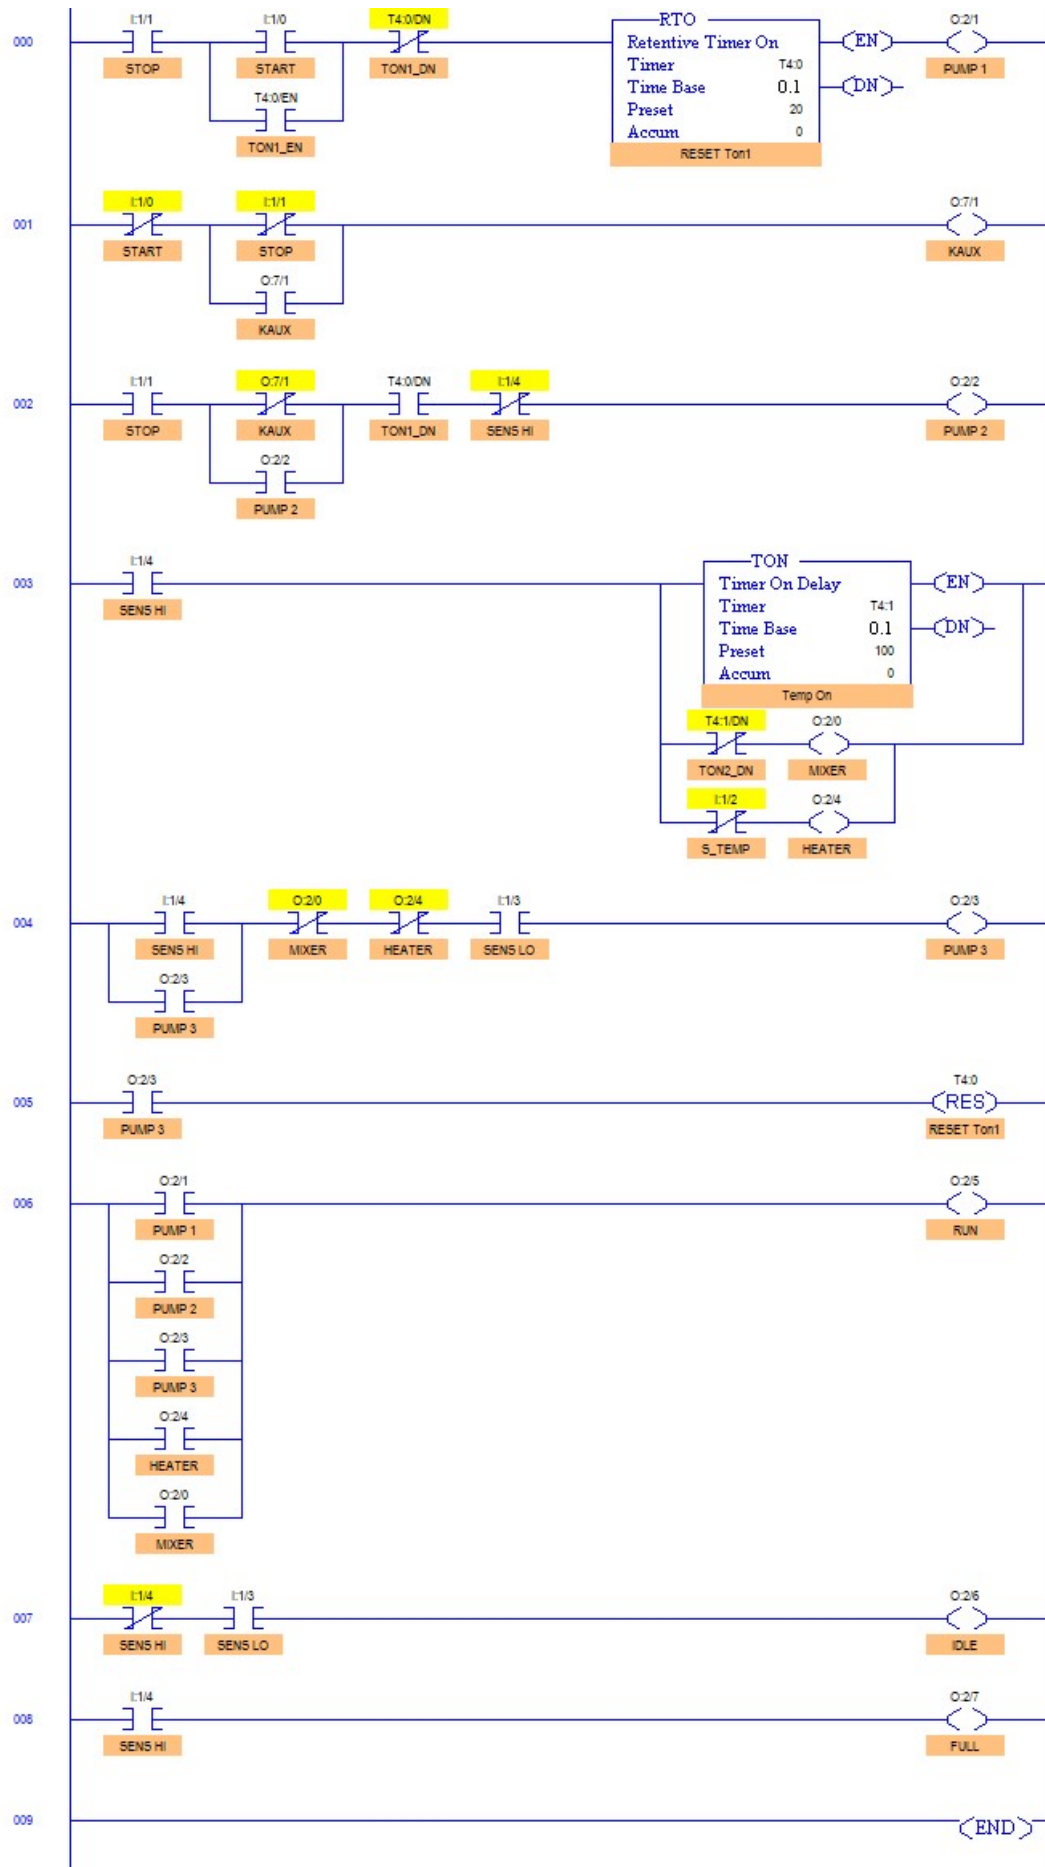 I:1/1 I:1/0 T4:0/DN RTO O:2/1
000 Retentive Timer On EN
STOP START TON1_DN Timer T4:0 PUMP 1
T4:0/EN Time Base 0.1 DN
Preset 20
TON1_EN Accum 0
RESET Ton1
I:1/0 I:1/1 O:7/1
001
START STOP KAUX
O:7/1
KAUX
I:1/1 O:7/1 T4:0/DN I:1/4 O:2/2
002
STOP KAUX TON1_DN SENS HI PUMP 2
O:2/2
PUMP 2
I:1/4 TON
003 Timer On Delay EN
SENS HI Timer T4:1
Time Base 0.1 DN
Preset 100
Accum 0
Temp On
T4:1/DN O:2/0
TON2_DN MIXER
I:1/2 O:2/4
S_TEMP HEATER
I:1/4 O:2/0 O:2/4 I:1/3 O:2/3
004
SENS HI MIXER HEATER SENS LO PUMP 3
O:2/3
PUMP 3
O:2/3 T4:0
005 RES
PUMP 3 RESET Ton1
O:2/1 O:2/5
006
PUMP 1 RUN
O:2/2
PUMP 2
O:2/3
PUMP 3
O:2/4
HEATER
O:2/0
MIXER
I:1/4 I:1/3 O:2/6
007
SENS HI SENS LO IDLE
I:1/4 O:2/7
008
SENS HI FULL
009 END